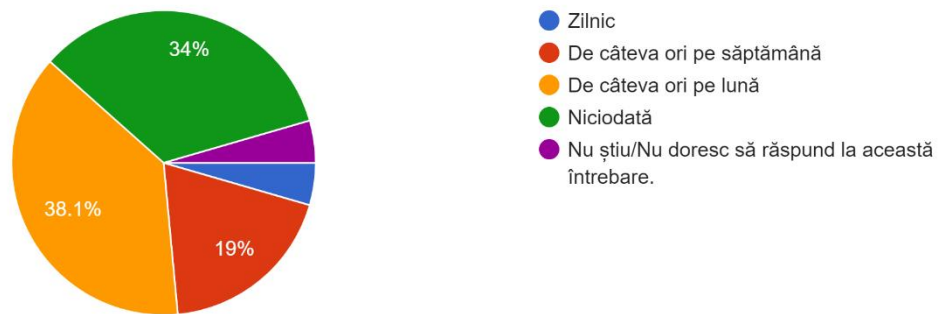 34%
38.1%
19%
Zilnic
De câteva ori pe săptămână
De câteva ori pe lună
Niciodată
Nu știu/Nu doresc să răspund la această
întrebare.